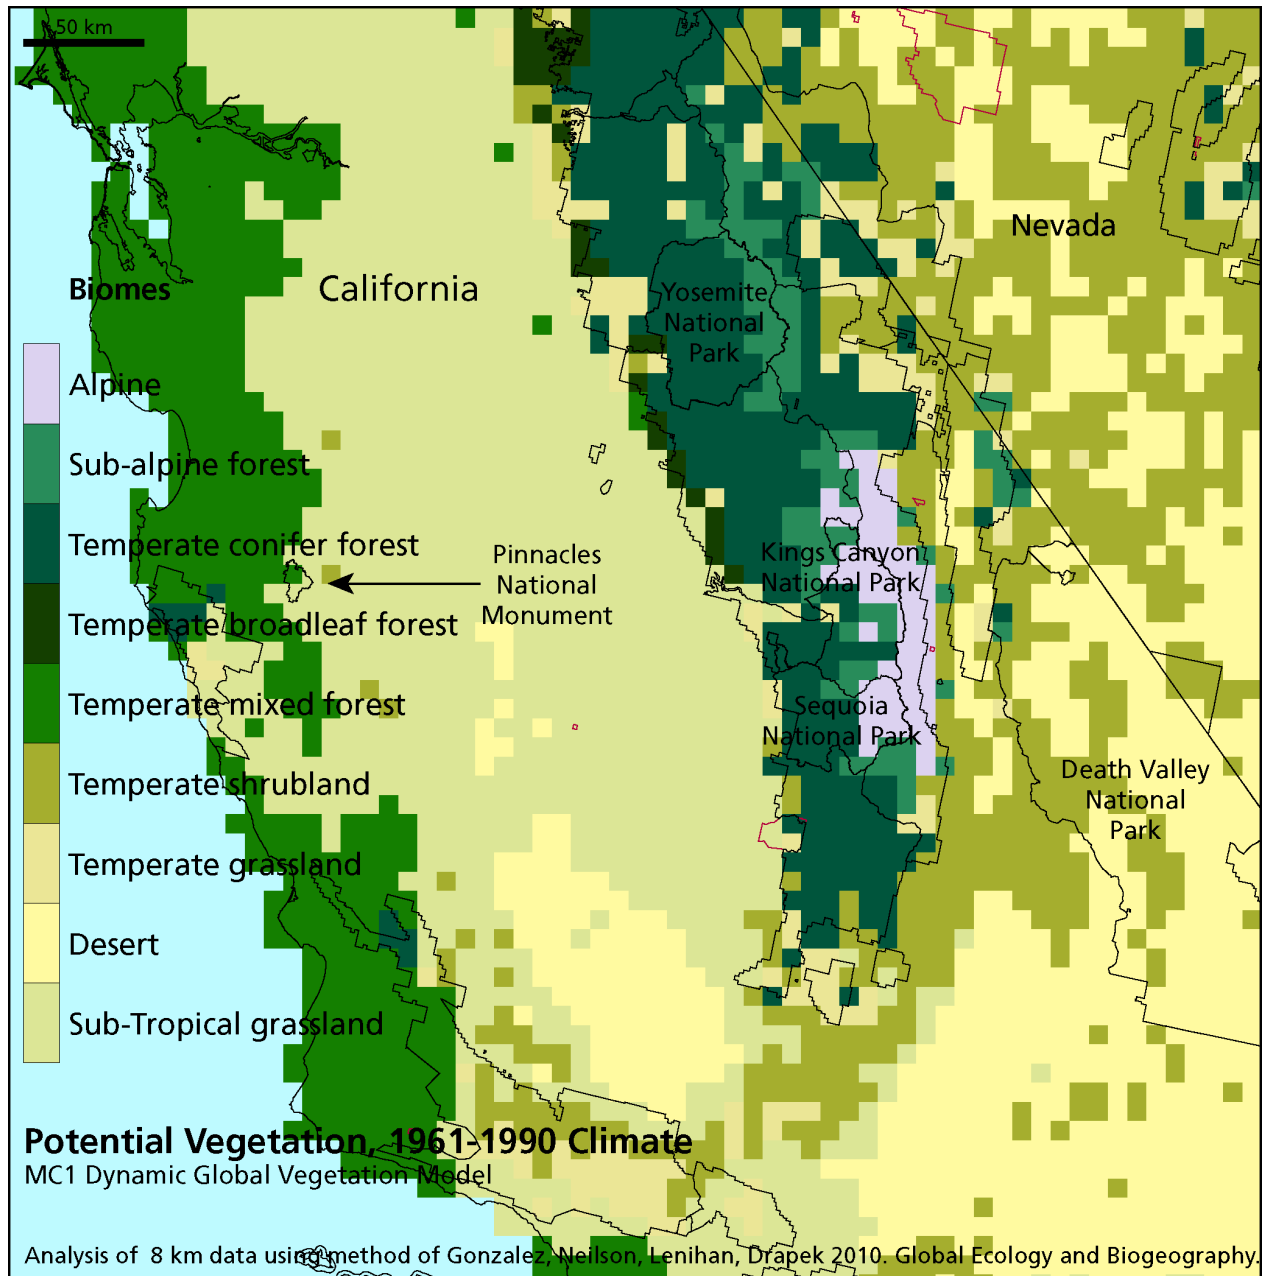 50 km
Nevada
California
Biomes
Yosemite
National
Park
Alpine
Sub-alpine forest
Temperate conifer forest
Temperate broadleaf forest
Temperate mixed forest
Temperate shrubland
Temperate grassland
Desert
Sub-Tropical grassland
Pinnacles
National
Monument
Kings Canyon
National Park
Sequoia
National Park
Death Valley
National
Park
Potential Vegetation, 1961-1990 Climate
MC1 Dynamic Global Vegetation Model
Analysis of 8 km data using method of Gonzalez, Neilson, Lenihan, Drapek 2010. Global Ecology and Biogeography.